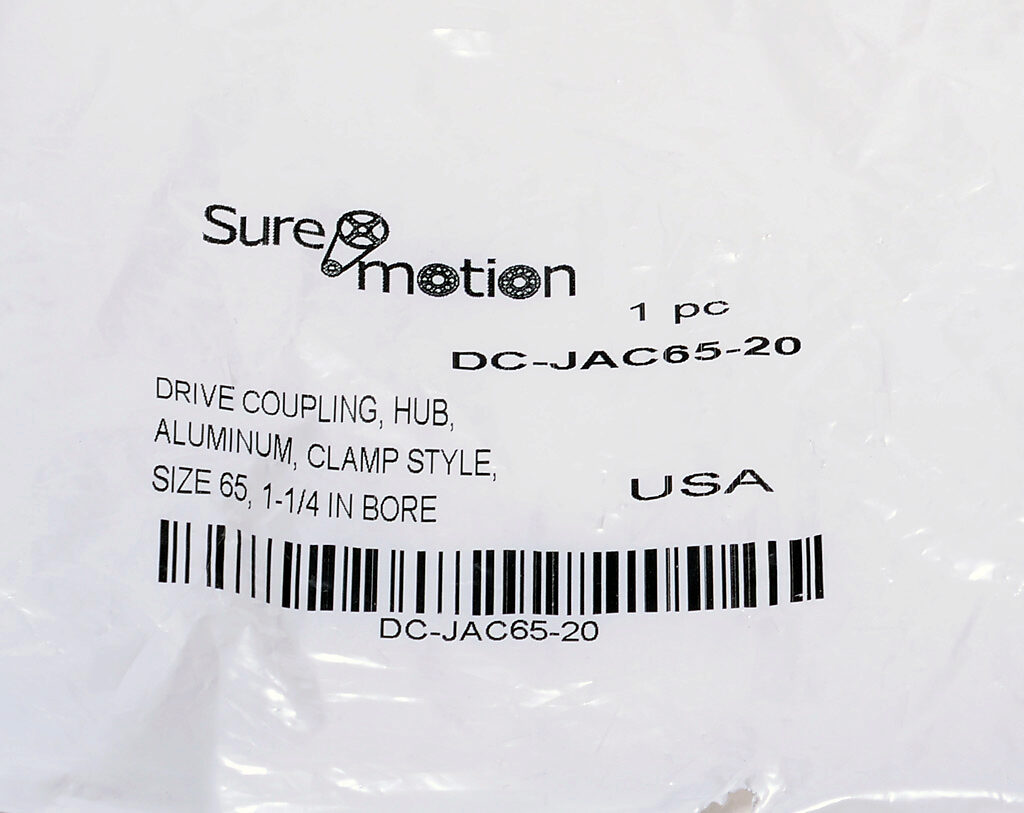 Sure
motion
1 pc
DC-JAC65-20
DRIVE COUPLING, HUB,
ALUMINUM, CLAMP STYLE,
SIZE 65, 1-1/4 IN BORE
USA
DC-JAC65-20